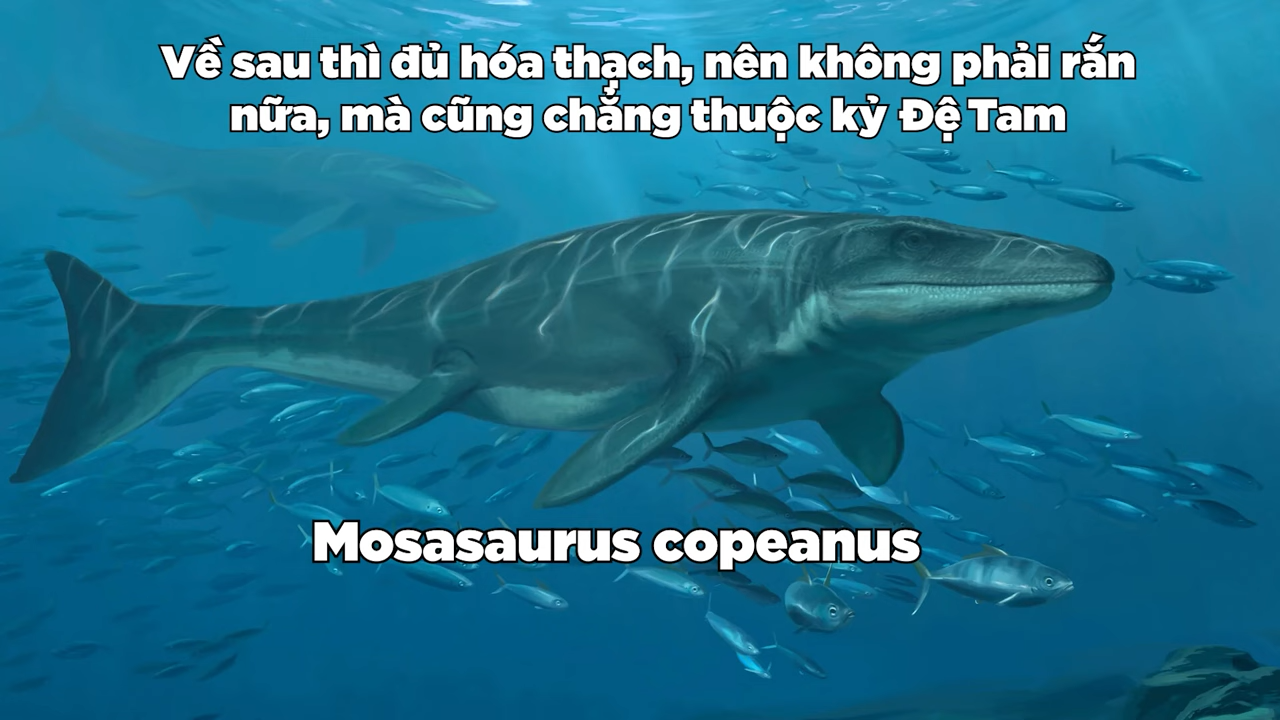 Về sau thì đủ hóa thạch, nên không phải rắn
nữa, mà cũng chẳng thuộc kỷ Đệ Tam
Mosasaurus copeanus